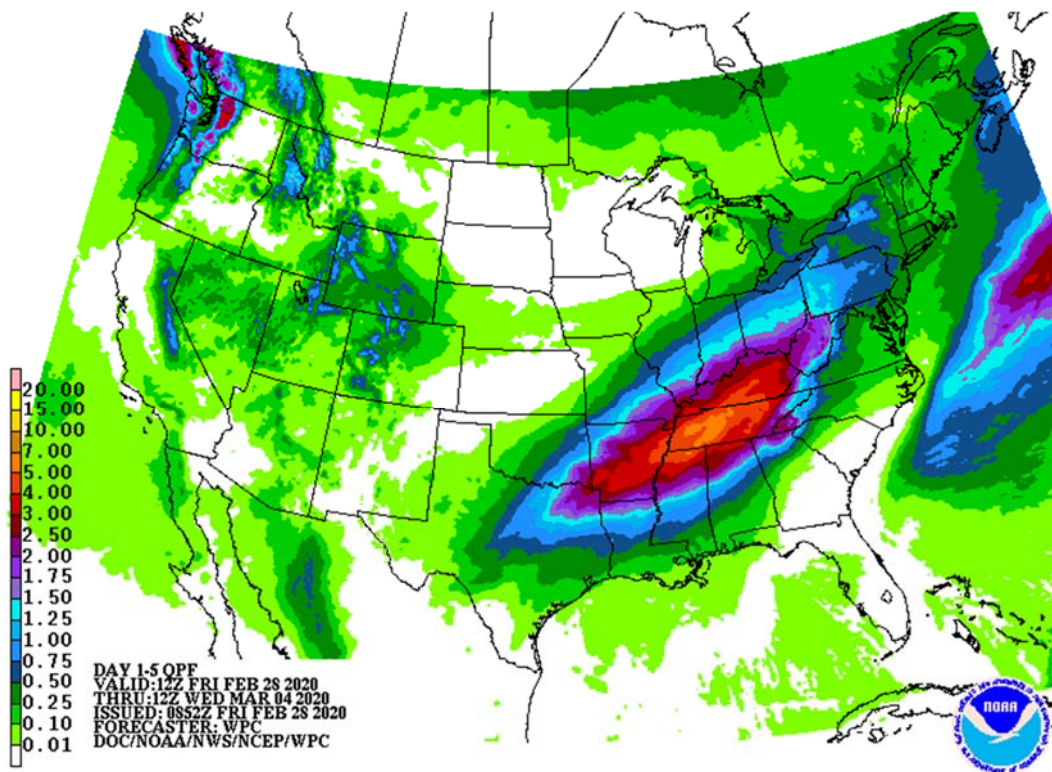 20.00
15.00
10.00
7.00
5.00
4.00
3.00
2.50
2.00
1.75
1.50
1.25
1.00
0.75
0.50
0.25
0.10
0.01
DAY 1-5 QPF
VALID:12Z FRI FEB 28 2020
THRU:12Z WED MAR 04 2020
ISSUED: 0852Z FRI FEB 28 2020
FORECASTER: WPC
DOC/NOAA/NWS/NCEP/WPC
NOAA